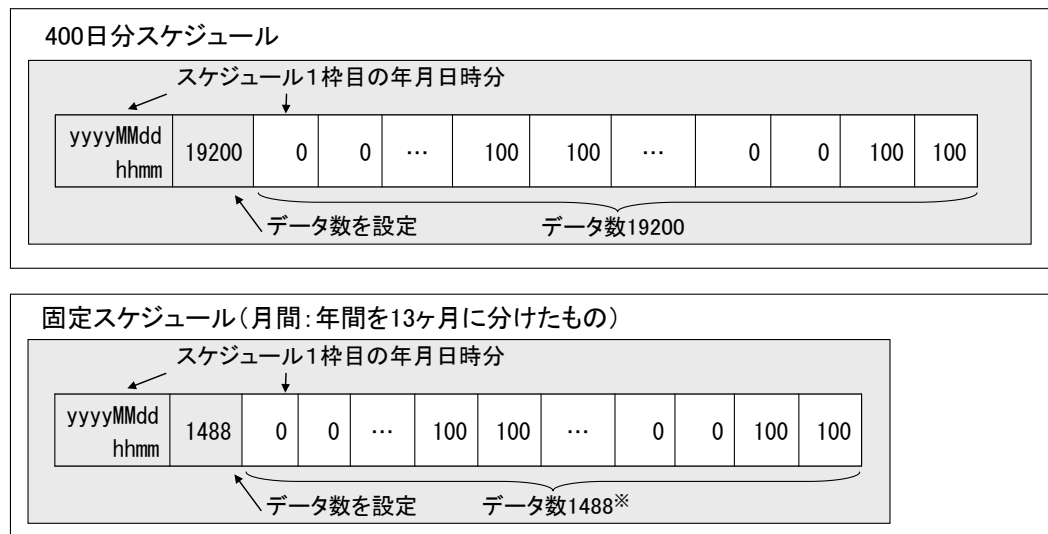 400日分スケジュール
スケジュール1枠目の年月日時分
yyyyMMdd
hhmm
19200 0 0 … 100 100 … 0 0 100 100
データ数を設定 データ数19200
固定スケジュール（月間：年間を13ヶ月に分けたもの）
スケジュール1枠目の年月日時分
yyyyMMdd
hhmm
1488 0 0 … 100 100 … 0 0 100 100
データ数を設定 データ数1488※